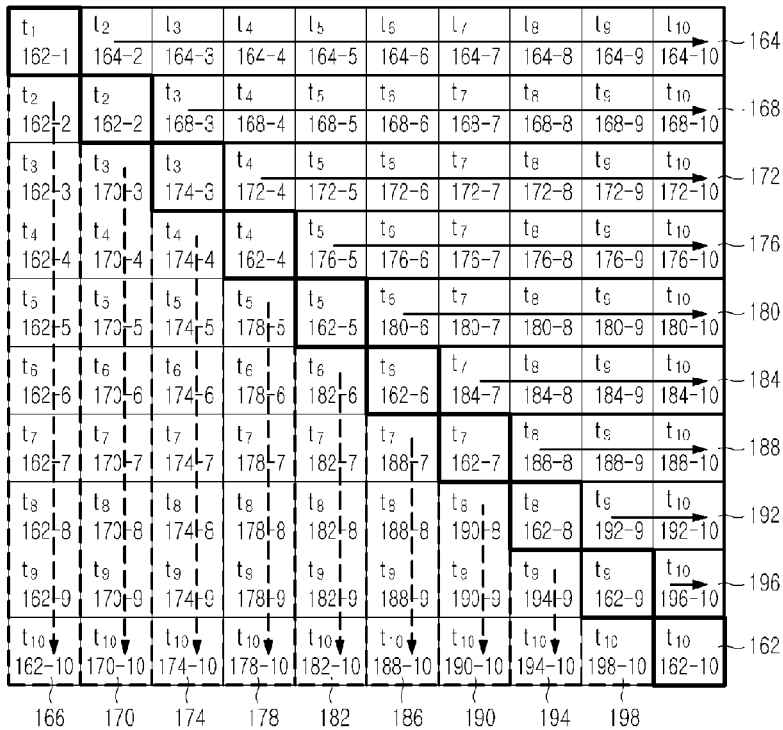 t1 t2 t3 t4 t5 t6 t7 t8 t9 t10
162-1 164-2 164-3 164-4 164-5 164-6 164-7 164-8 164-9 164-10 164
t2 t2 t3 t4 t5 t6 t7 t8 t9 t10
162-2 162-2 168-3 168-4 168-5 168-6 168-7 168-8 168-9 168-10 168
t3 t3 t3 t4 t5 t6 t7 t8 t9 t10
162-3 170-3 174-3 172-4 172-5 172-6 172-7 172-8 172-9 172-10 172
t4 t4 t4 t4 t5 t6 t7 t8 t9 t10
162-4 170-4 174-4 162-4 176-5 176-6 176-7 176-8 176-9 176-10 176
t5 t5 t5 t5 t5 t6 t7 t8 t9 t10
162-5 170-5 174-5 178-5 162-5 180-6 180-7 180-8 180-9 180-10 180
t6 t6 t6 t6 t6 t6 t7 t8 t9 t10
162-6 170-6 174-6 178-6 182-6 162-6 184-7 184-8 184-9 184-10 184
t7 t7 t7 t7 t7 t7 t7 t8 t9 t10
162-7 170-7 174-7 178-7 182-7 188-7 162-7 188-8 188-9 188-10 188
t8 t8 t8 t8 t8 t8 t8 t8 t9 t10
162-8 170-8 174-8 178-8 182-8 188-8 190-8 162-8 192-9 192-10 192
t9 t9 t9 t9 t9 t9 t9 t9 t9 t10
162-9 170-9 174-9 178-9 182-9 188-9 190-9 194-9 162-9 196-10 196
t10 t10 t10 t10 t10 t10 t10 t10 t10 t10
162-10 170-10 174-10 178-10 182-10 188-10 190-10 194-10 198-10 162-10 162
166 170 174 178 182 186 190 194 198